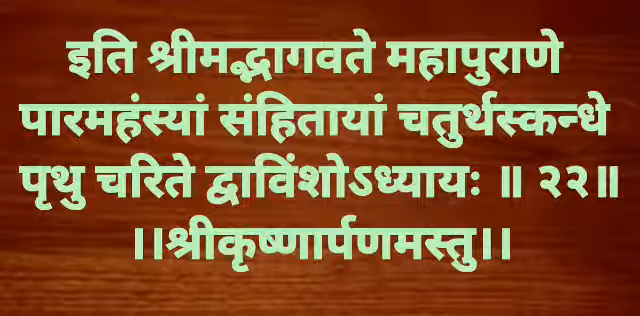 इति श्रीमद्भागवते महापुराणे
पारमहंस्यां संहितायां चतुर्थस्कन्धे
पृथु चरिते द्वाविंशोऽध्यायः ॥ २२॥
।।श्रीकृष्णार्पणमस्तु।।